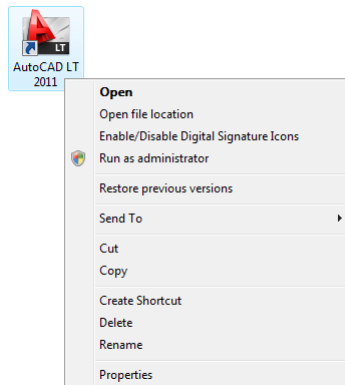 LT
AutoCAD LT
2011
Open
Open file location
Enable/Disable Digital Signature Icons
Run as administrator
Restore previous versions
Send To
Cut
Copy
Create Shortcut
Delete
Rename
Properties